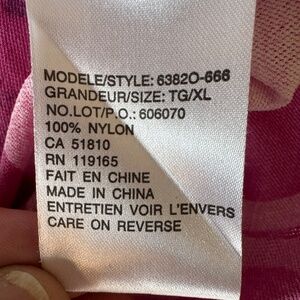 MODELE/STYLE: 6382O-666
GRANDEUR/SIZE: TG/XL
NO.LOT/P.O.: 606070
100% NYLON
CA 51810
RN 119165
FAIT EN CHINE
MADE IN CHINA
ENTRETIEN VOIR L'ENVERS
CARE ON REVERSE